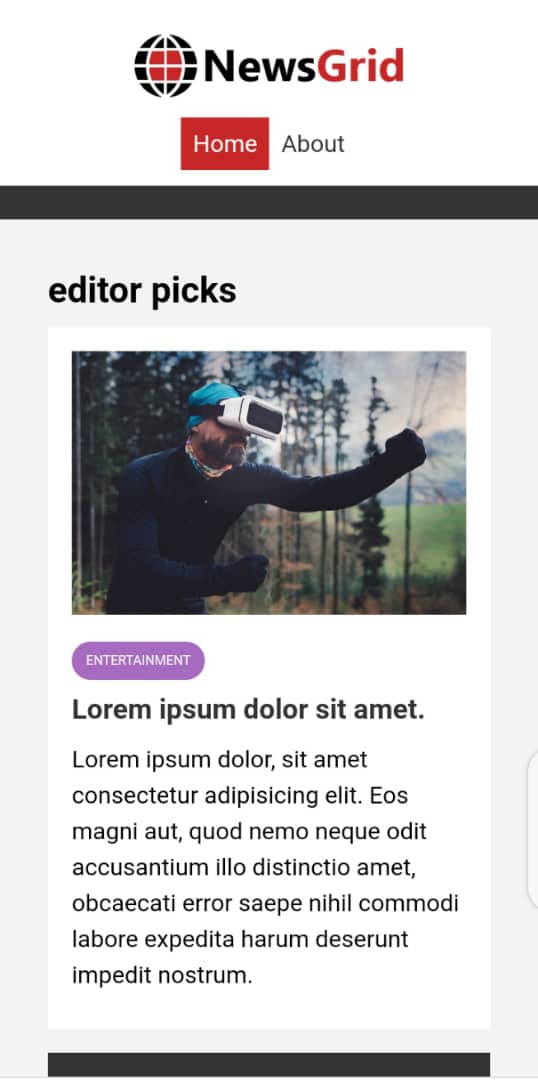 NewsGrid
Home About
editor picks
ENTERTAINMENT
Lorem ipsum dolor sit amet.
Lorem ipsum dolor, sit amet
consectetur adipisicing elit. Eos
magni aut, quod nemo neque odit
accusantium illo distinctio amet,
obcaecati error saepe nihil commodi
labore expedita harum deserunt
impedit nostrum.